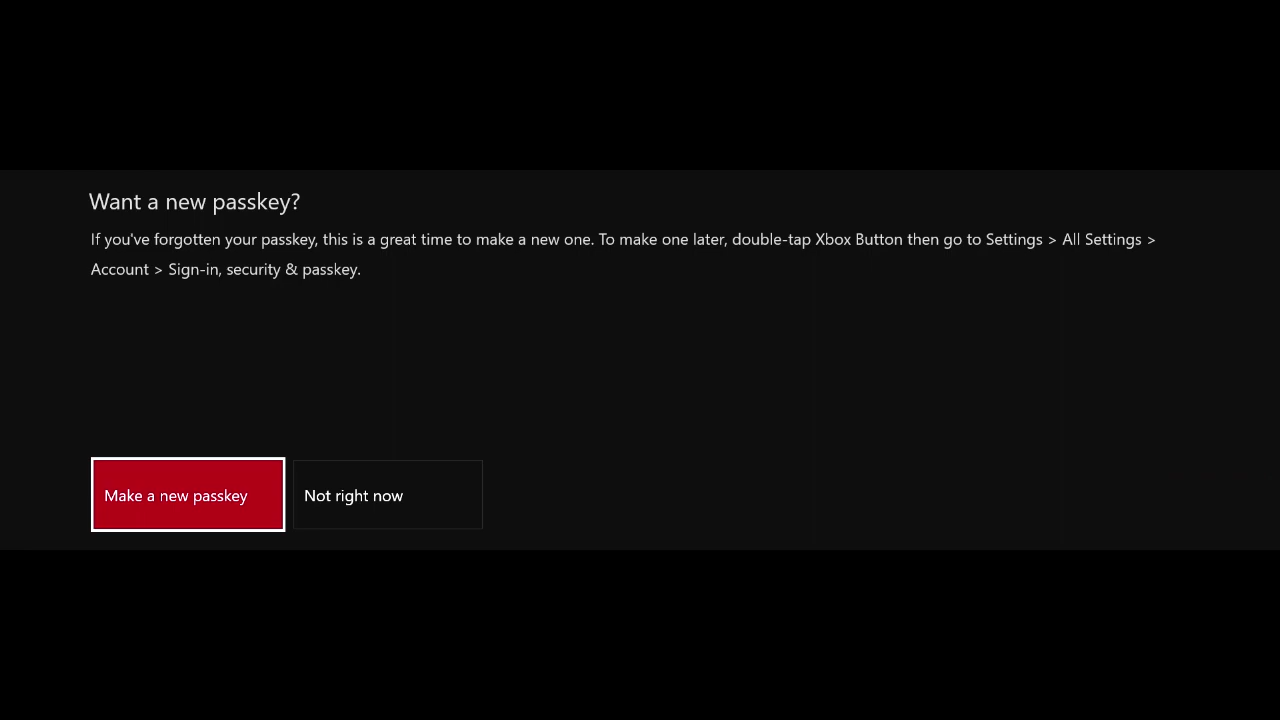 Want a new passkey?
If you've forgotten your passkey, this is a great time to make a new one. To make one later, double-tap Xbox Button then go to Settings > All Settings >
Account > Sign-in, security & passkey.
Make a new passkey
Not right now